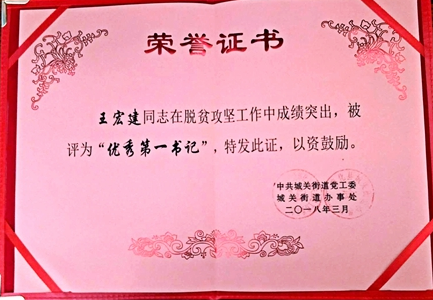 荣誉证书
王宏建同志在脱贫攻坚工作中成绩突出，被
评为“优秀第一书记”，特发此证，以资鼓励。
中共城关街道党工委
城关街道办事处
二〇一八年三月